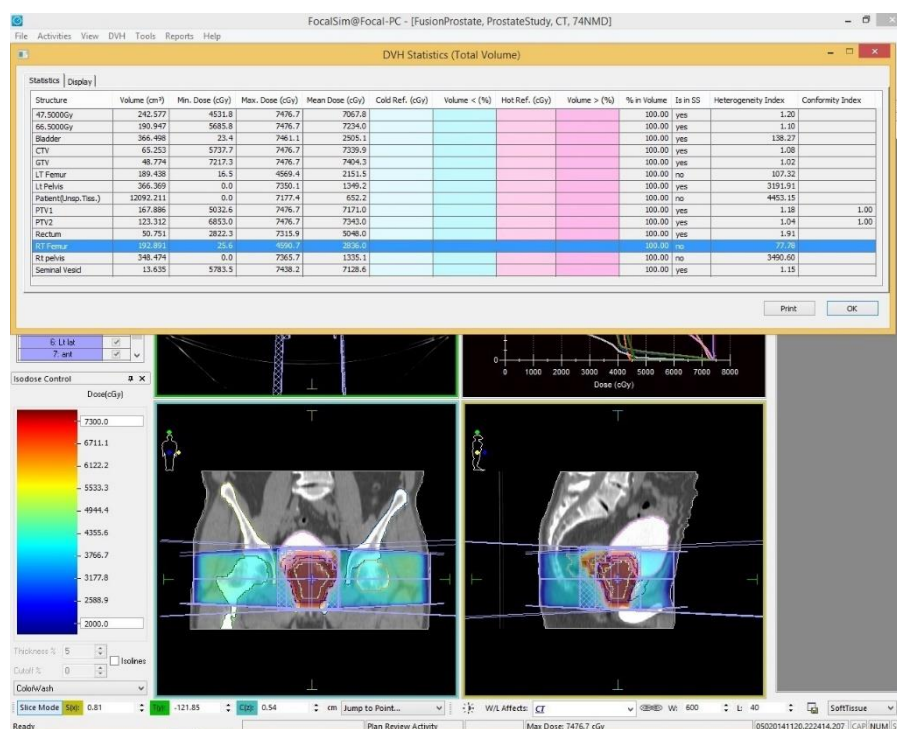 FocalSim@Focal-PC - [FusionProstate, ProstateStudy, CT, 74NMD]
File Activities View DVH Tools Reports Help
DVH Statistics (Total Volume)
Statistics Display
Structure Volume (cm³) Min. Dose (cGy) Max. Dose (cGy) Mean Dose (cGy) Cold Ref. (cGy) Volume < (%) Hot Ref. (cGy) Volume > (%) % in Volume Is in SS Heterogeneity Index Conformity Index
47.5000Gy 242.577 4531.8 7476.7 7067.8 100.00 yes 1.20
66.5000Gy 190.947 5685.8 7476.7 7234.0 100.00 yes 1.10
Bladder 366.498 23.4 7461.1 2505.1 100.00 yes 138.27
CTV 65.253 5737.7 7476.7 7339.9 100.00 yes 1.08
GTV 48.774 7217.3 7476.7 7404.3 100.00 yes 1.02
LT Femur 189.438 16.5 4569.4 2151.5 100.00 no 107.32
Lt Pelvis 366.369 0.0 7350.1 1349.2 100.00 yes 3191.91
Patient(Unsp.Tiss.) 12092.211 0.0 7177.4 652.2 100.00 no 4453.15
PTV1 167.886 5032.6 7476.7 7171.0 100.00 yes 1.18 1.00
PTV2 123.312 6853.0 7476.7 7343.0 100.00 yes 1.04 1.00
Rectum 50.751 2822.3 7315.9 5048.0 100.00 yes 1.91
RT Femur 192.891 25.6 4590.7 2836.0 100.00 no 77.78
Rt pelvis 348.474 0.0 7365.7 1335.1 100.00 no 3490.60
Seminal Vesicl 13.635 5783.5 7438.2 7128.6 100.00 yes 1.15
Print OK
6: Lt lat
7: ant
0
0 1000 2000 3000 4000 5000 6000 7000 8000
Dose (cGy)
Isodose Control
Dose(cGy)
7300.0
6711.1
6122.2
5533.3
4944.4
4355.6
3766.7
3177.8
2588.9
2000.0
Thickness % 5
Isolines
Cutoff % 0
ColorWash
Slice Mode S(x): 0.81 T(y): -121.85 C(z): 0.54 cm Jump to Point... W/L Affects: CT W: 600 L: 40 SoftTissue
Ready Plan Review Activity Max Dose: 7476.7 cGy 05020141120.222414.207 CAP NUM